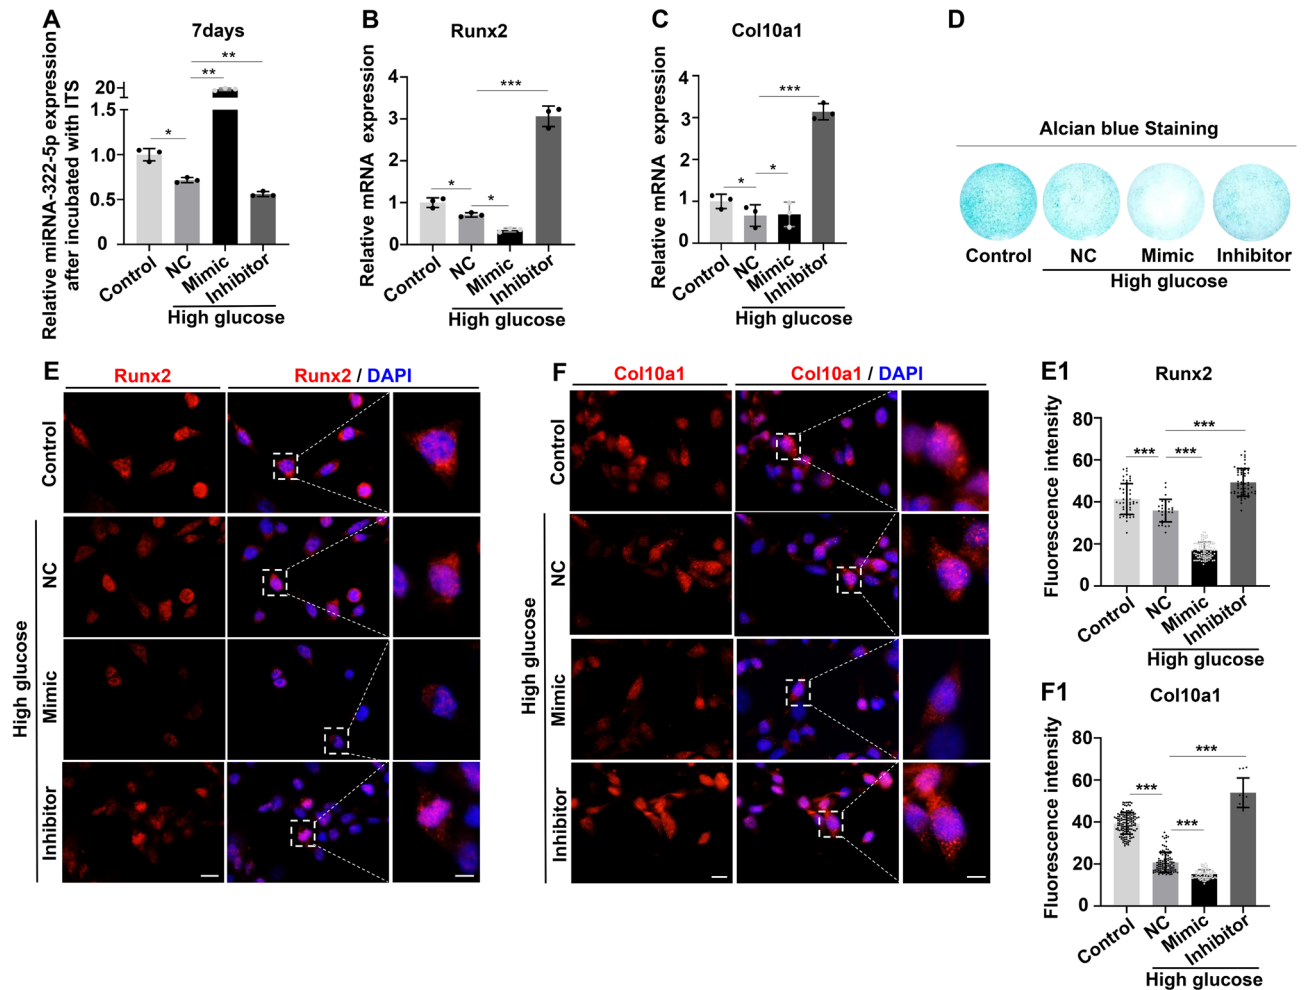 A
7days
Relative miRNA-322-5p expression
after incubated with ITS
20
1.5
1.0
0.5
0
*
**
**
Control
NC
Mimic
Inhibitor
High glucose
B
Runx2
Relative mRNA expression
4
3
2
1
0
*
*
***
Control
NC
Mimic
Inhibitor
High glucose
C
Col10a1
Relative mRNA expression
4
3
2
1
0
*
*
***
Control
NC
Mimic
Inhibitor
High glucose
D
Alcian blue Staining
Control
NC
Mimic
Inhibitor
High glucose
E
Runx2
Runx2 / DAPI
Control
NC
Mimic
Inhibitor
High glucose
F
Col10a1
Col10a1 / DAPI
Control
NC
Mimic
Inhibitor
High glucose
E1
Runx2
Fluorescence intensity
80
60
40
20
0
***
***
***
Control
NC
Mimic
Inhibitor
High glucose
F1
Col10a1
Fluorescence intensity
80
60
40
20
0
***
***
***
Control
NC
Mimic
Inhibitor
High glucose